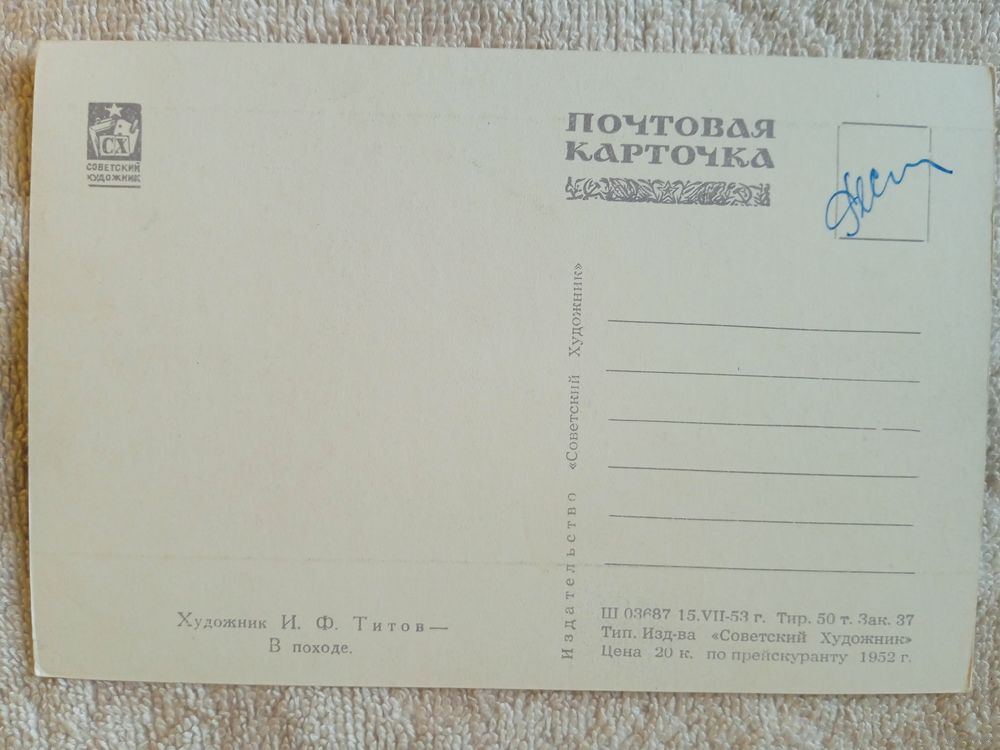 СХ
СОВЕТСКИЙ
ХУДОЖНИК
ПОЧТОВАЯ
КАРТОЧКА
Издательство «Советский Художник»
Художник И. Ф. Титов—
В походе.
Ш 03687 15.VII-53 г. Тир. 50 т. Зак. 37
Тип. Изд-ва «Советский Художник»
Цена 20 к. по прейскуранту 1952 г.